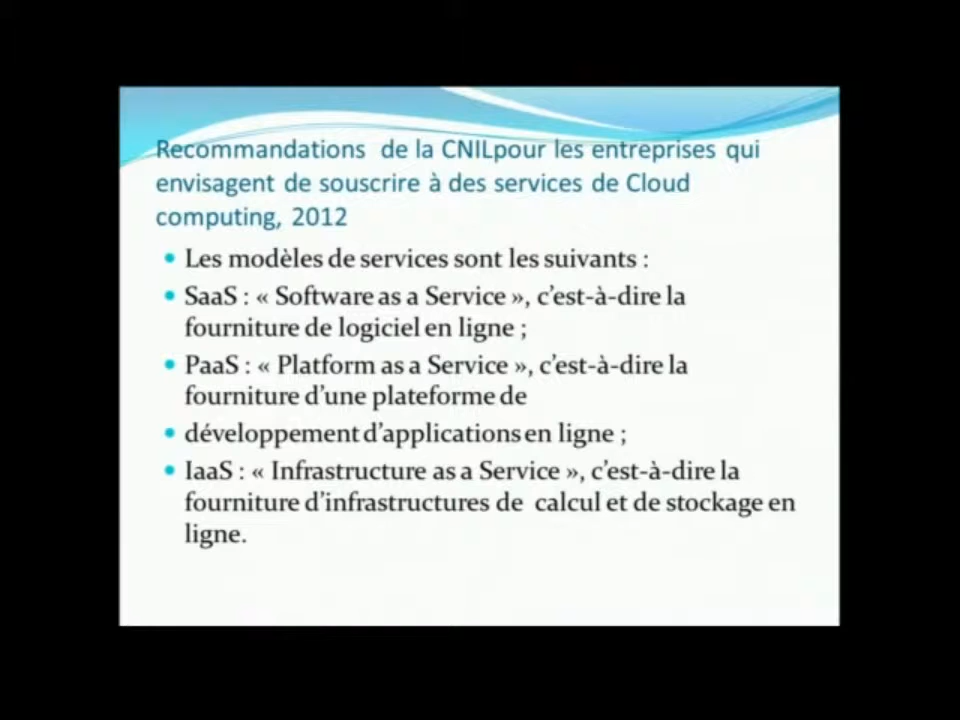 Recommandations de la CNILpour les entreprises qui
envisagent de souscrire à des services de Cloud
computing, 2012
• Les modèles de services sont les suivants :
• SaaS : « Software as a Service », c'est-à-dire la
fourniture de logiciel en ligne ;
• PaaS : « Platform as a Service », c'est-à-dire la
fourniture d'une plateforme de
• développement d'applications en ligne ;
• IaaS : « Infrastructure as a Service », c'est-à-dire la
fourniture d'infrastructures de calcul et de stockage en
ligne.